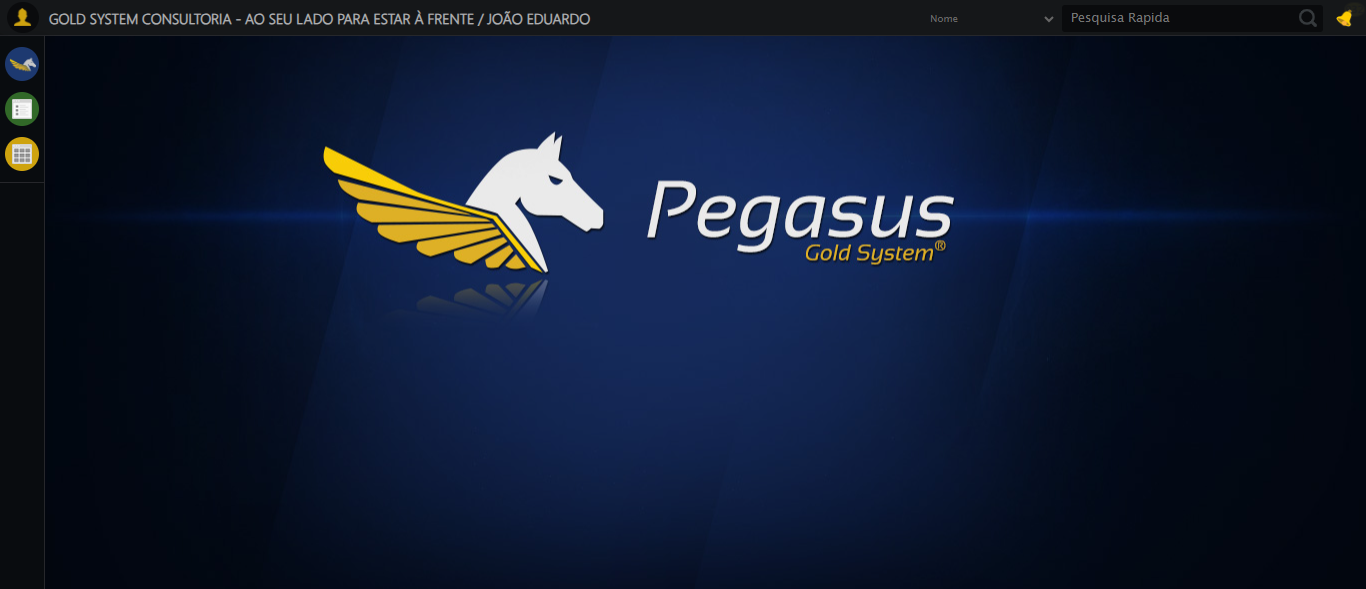 GOLD SYSTEM CONSULTORIA - AO SEU LADO PARA ESTAR À FRENTE / JOÃO EDUARDO
Nome
Pesquisa Rapida
Pegasus
Gold System®